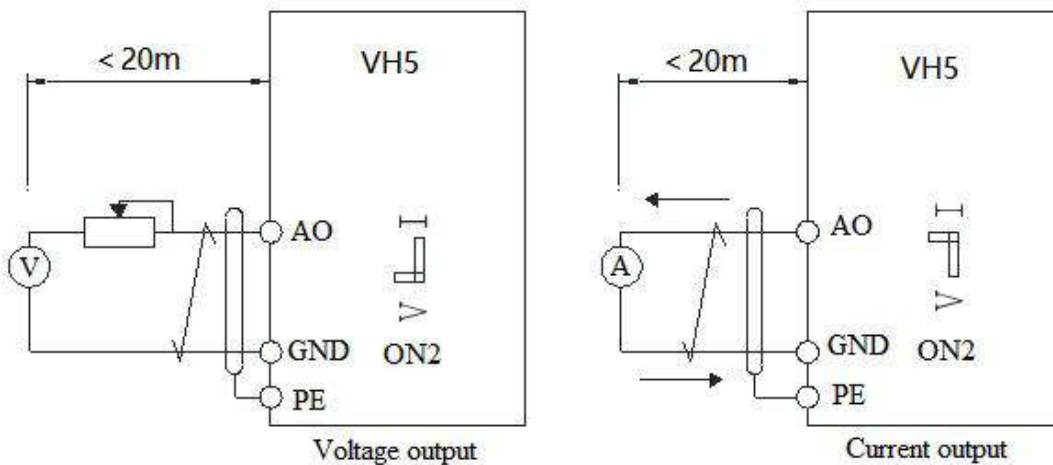 < 20m
VH5
V
AO
I
V
GND
ON2
PE
Voltage output
< 20m
VH5
A
AO
I
V
GND
ON2
PE
Current output